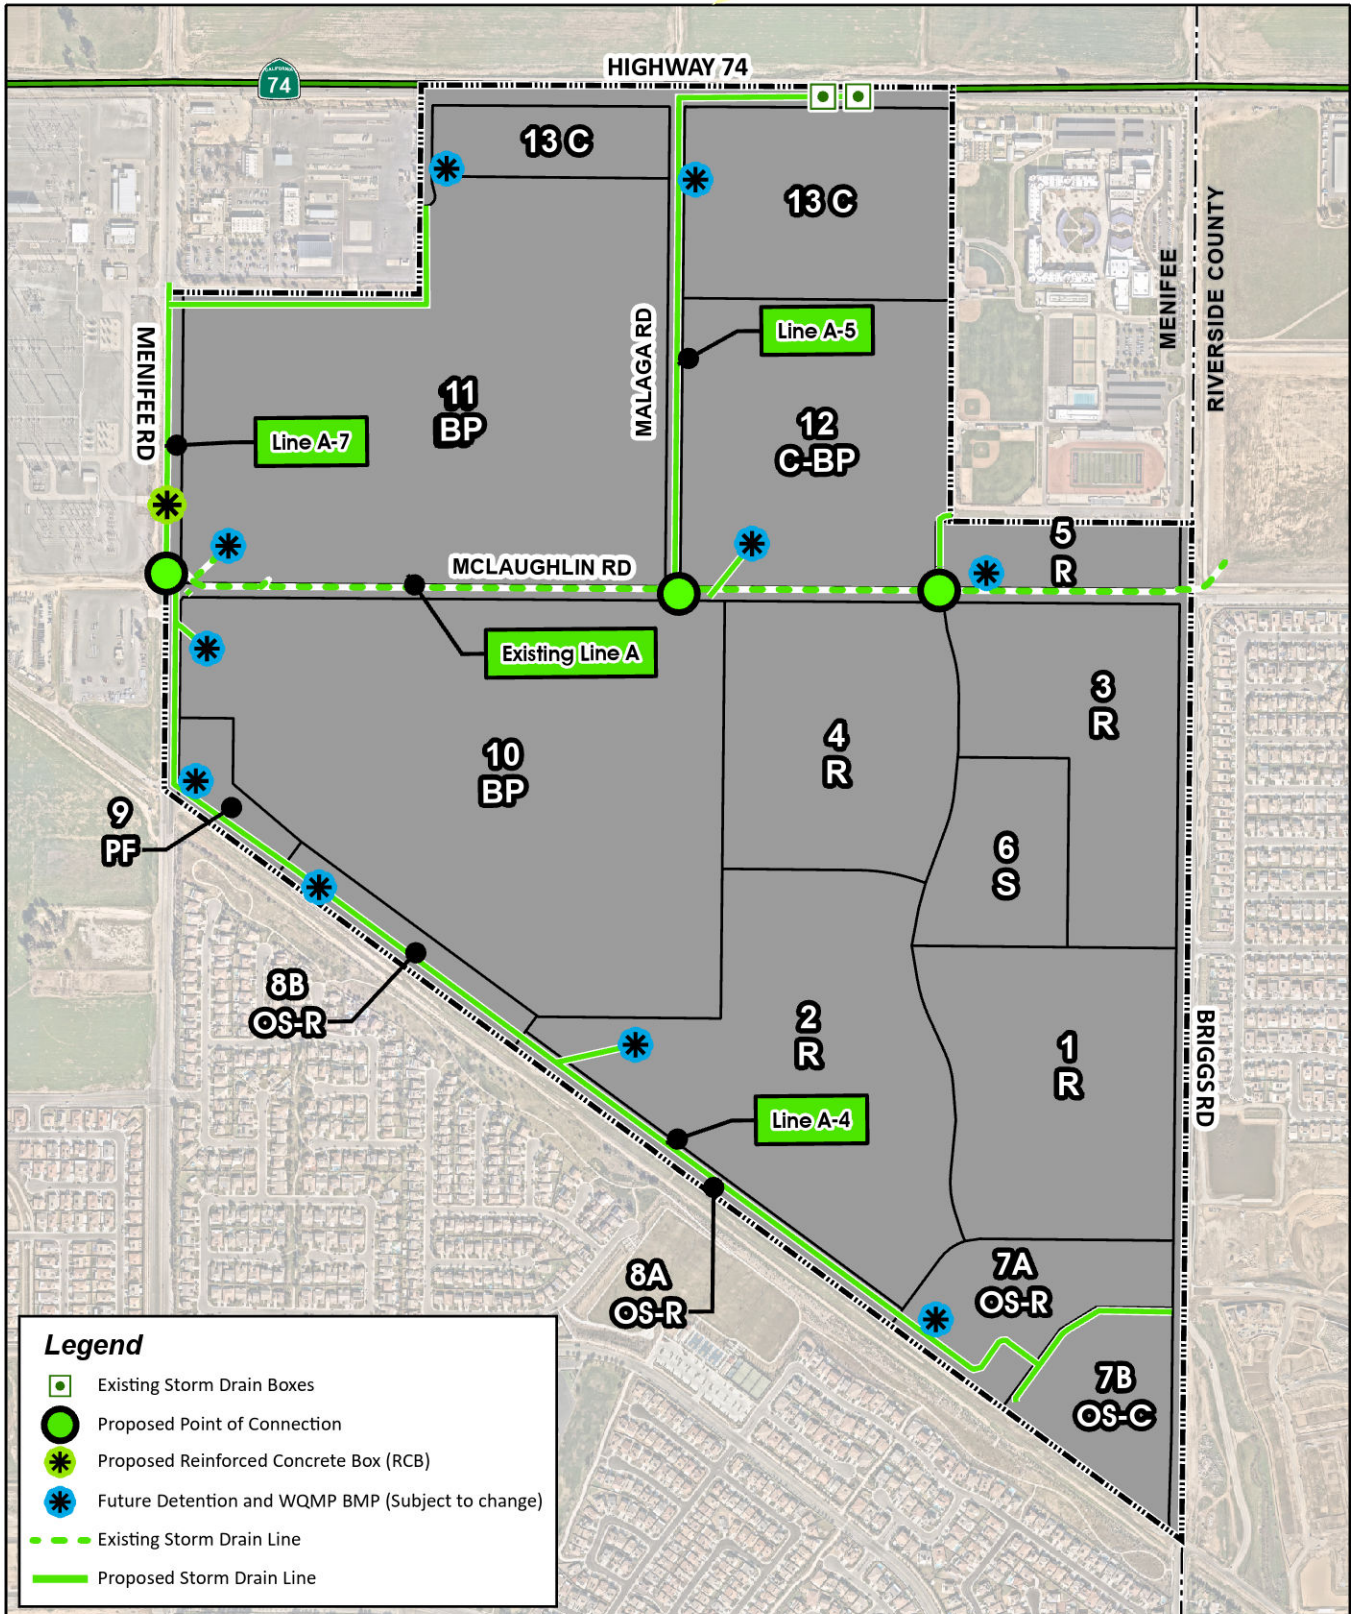 HIGHWAY 74
CALIFORNIA
74
13 C
13 C
MENIFEE
RIVERSIDE COUNTY
MENIFEE RD
MALAGA RD
Line A-5
11
BP
12
C-BP
Line A-7
5
R
MCLAUGHLIN RD
Existing Line A
3
R
4
R
10
BP
9
PF
6
S
8B
OS-R
2
R
1
R
BRIGGS RD
Line A-4
8A
OS-R
7A
OS-R
7B
OS-C
Legend
Existing Storm Drain Boxes
Proposed Point of Connection
Proposed Reinforced Concrete Box (RCB)
Future Detention and WQMP BMP (Subject to change)
Existing Storm Drain Line
Proposed Storm Drain Line